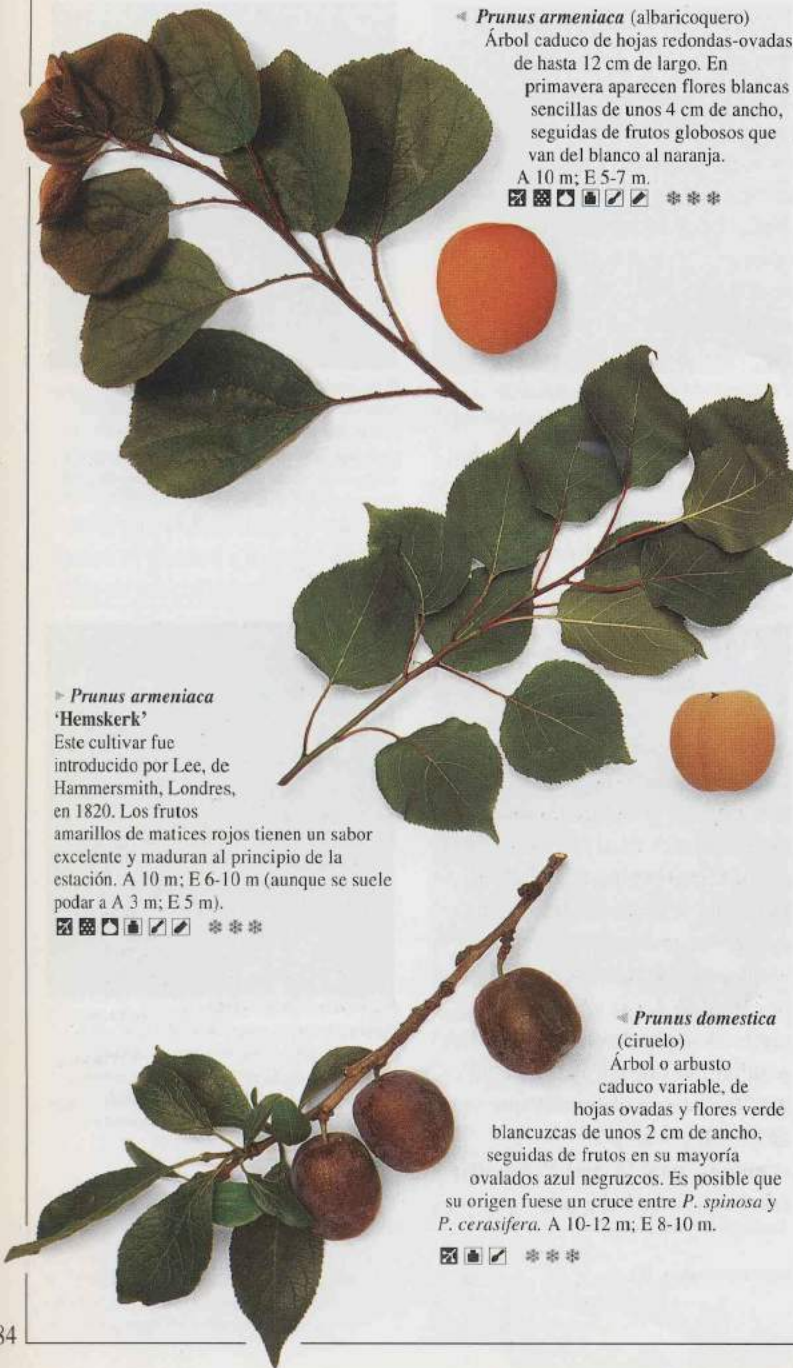 Prunus armeniaca (albaricoquero)
Árbol caduco de hojas redondas-ovadas
de hasta 12 cm de largo. En
primavera aparecen flores blancas
sencillas de unos 4 cm de ancho,
seguidas de frutos globosos que
van del blanco al naranja.
A 10 m; E 5-7 m.
Prunus armeniaca
‘Hemskerk’
Este cultivar fue
introducido por Lee, de
Hammersmith, Londres,
en 1820. Los frutos
amarillos de matices rojos tienen un sabor
excelente y maduran al principio de la
estación. A 10 m; E 6-10 m (aunque se suele
podar a A 3 m; E 5 m).
Prunus domestica
(ciruelo)
Árbol o arbusto
caduco variable, de
hojas ovadas y flores verde
blancuzcas de unos 2 cm de ancho,
seguidas de frutos en su mayoría
ovalados azul negruzcos. Es posible que
su origen fuese un cruce entre P. spinosa y
P. cerasifera. A 10-12 m; E 8-10 m.
84